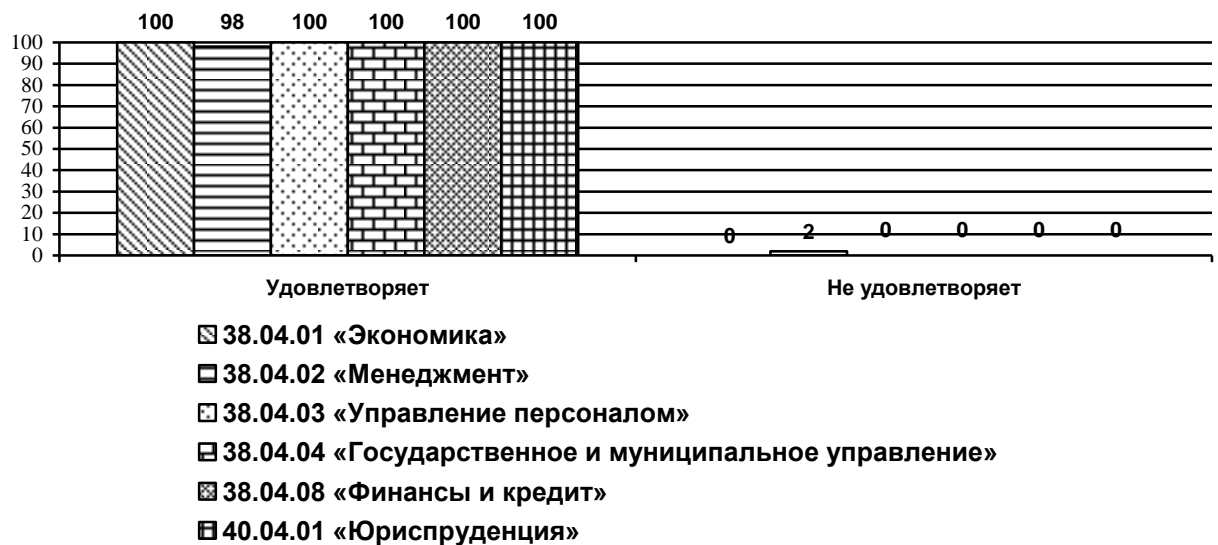 100 98 100 100 100 100
100
90
80
70
60
50
40
30
20
10
0
0 2 0 0 0 0
Удовлетворяет Не удовлетворяет
38.04.01 «Экономика»
38.04.02 «Менеджмент»
38.04.03 «Управление персоналом»
38.04.04 «Государственное и муниципальное управление»
38.04.08 «Финансы и кредит»
40.04.01 «Юриспруденция»